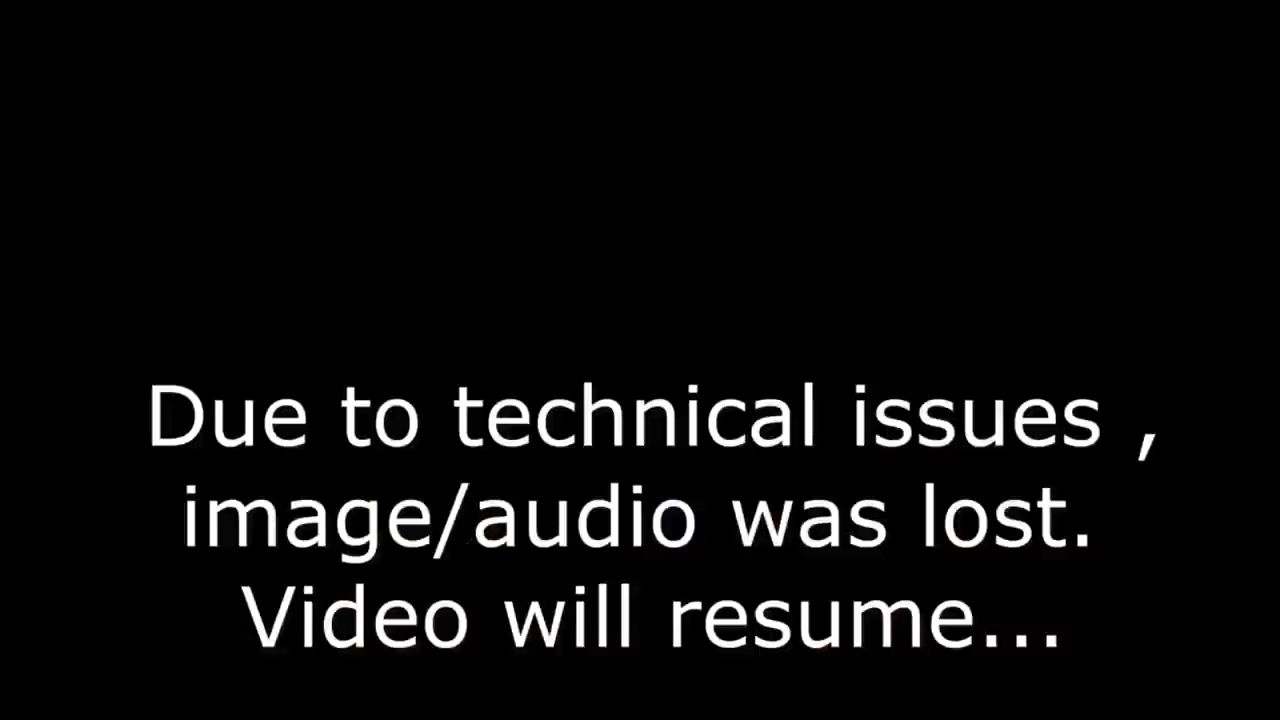 Due to technical issues ,
image/audio was lost.
Video will resume...